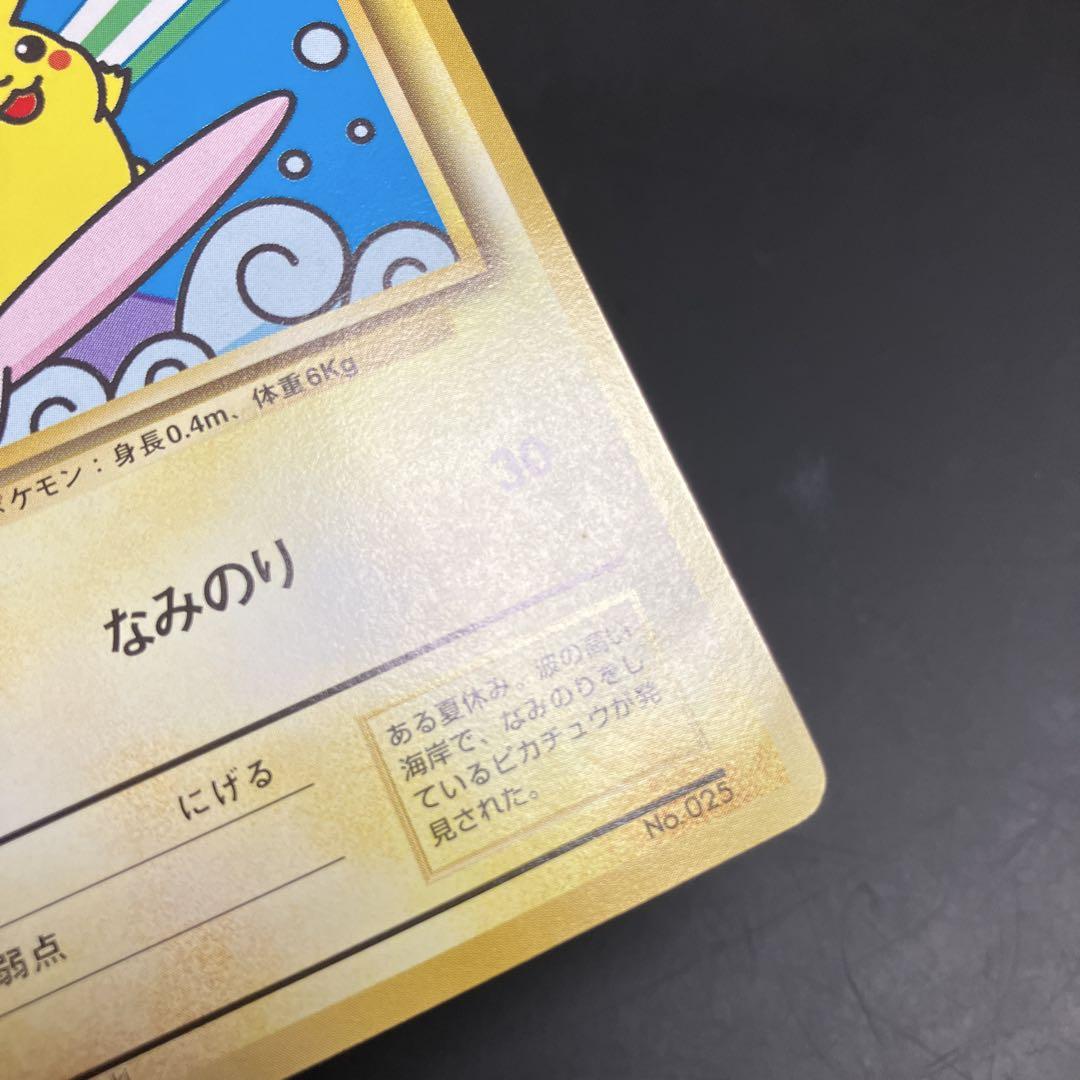 ケモン：身長0.4m、体重6Kg
なみのり 30
ある夏休み。波の高い
海岸で、なみのりをし
ているピカチュウが発
見された。
にげる
弱点
No.025